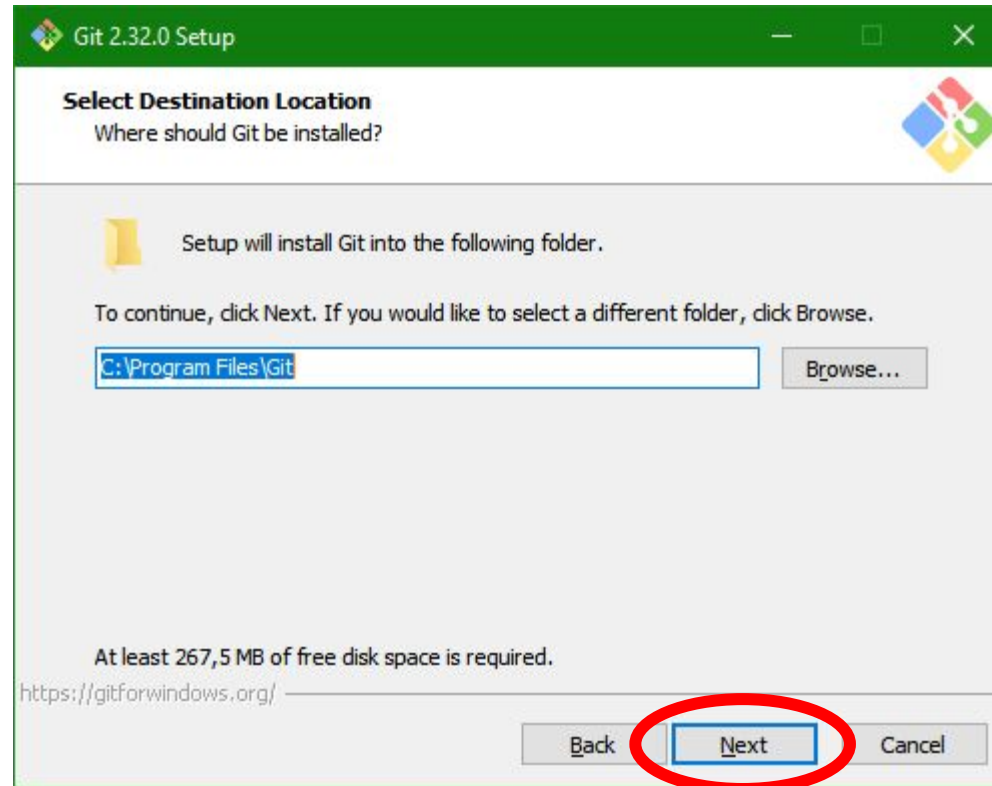 Git 2.32.0 Setup
Select Destination Location
Where should Git be installed?
Setup will install Git into the following folder.
To continue, click Next. If you would like to select a different folder, click Browse.
C:\Program Files\Git
Browse...
At least 267,5 MB of free disk space is required.
https://gitforwindows.org/
Back Next Cancel